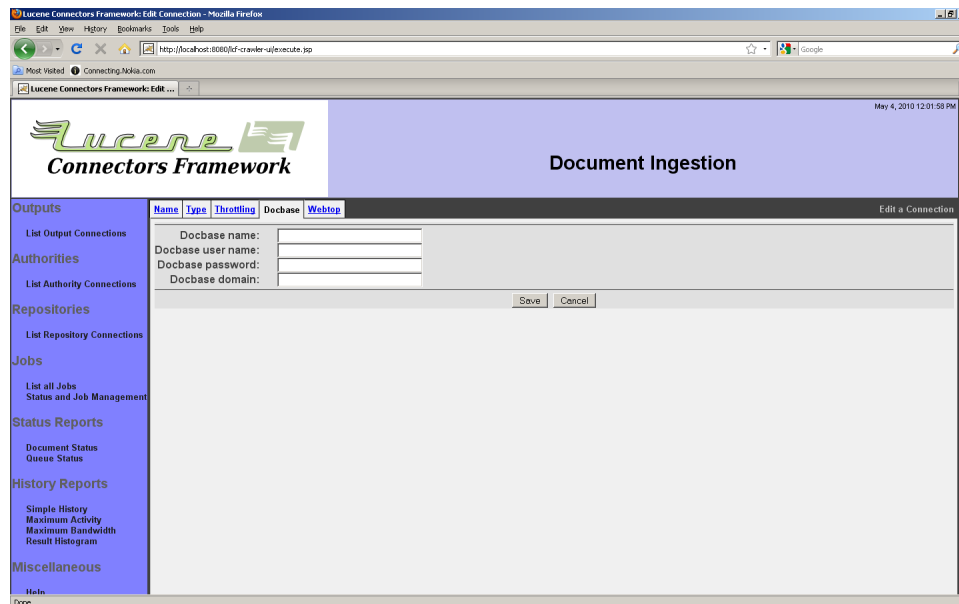 Lucene Connectors Framework: Edit Connection - Mozilla Firefox
File Edit View History Bookmarks Tools Help
http://localhost:8080/lcf-crawler-ui/execute.jsp
Google
Most Visited Connecting.Nokia.com
Lucene Connectors Framework: Edit ...
May 4, 2010 12:01:58 PM
Lucene
Connectors Framework
Document Ingestion
Name Type Throttling Docbase Webtop
Edit a Connection
Outputs
List Output Connections
Authorities
List Authority Connections
Repositories
List Repository Connections
Jobs
List all Jobs
Status and Job Management
Status Reports
Document Status
Queue Status
History Reports
Simple History
Maximum Activity
Maximum Bandwidth
Result Histogram
Miscellaneous
Help
Docbase name:
Docbase user name:
Docbase password:
Docbase domain:
Save Cancel
Done